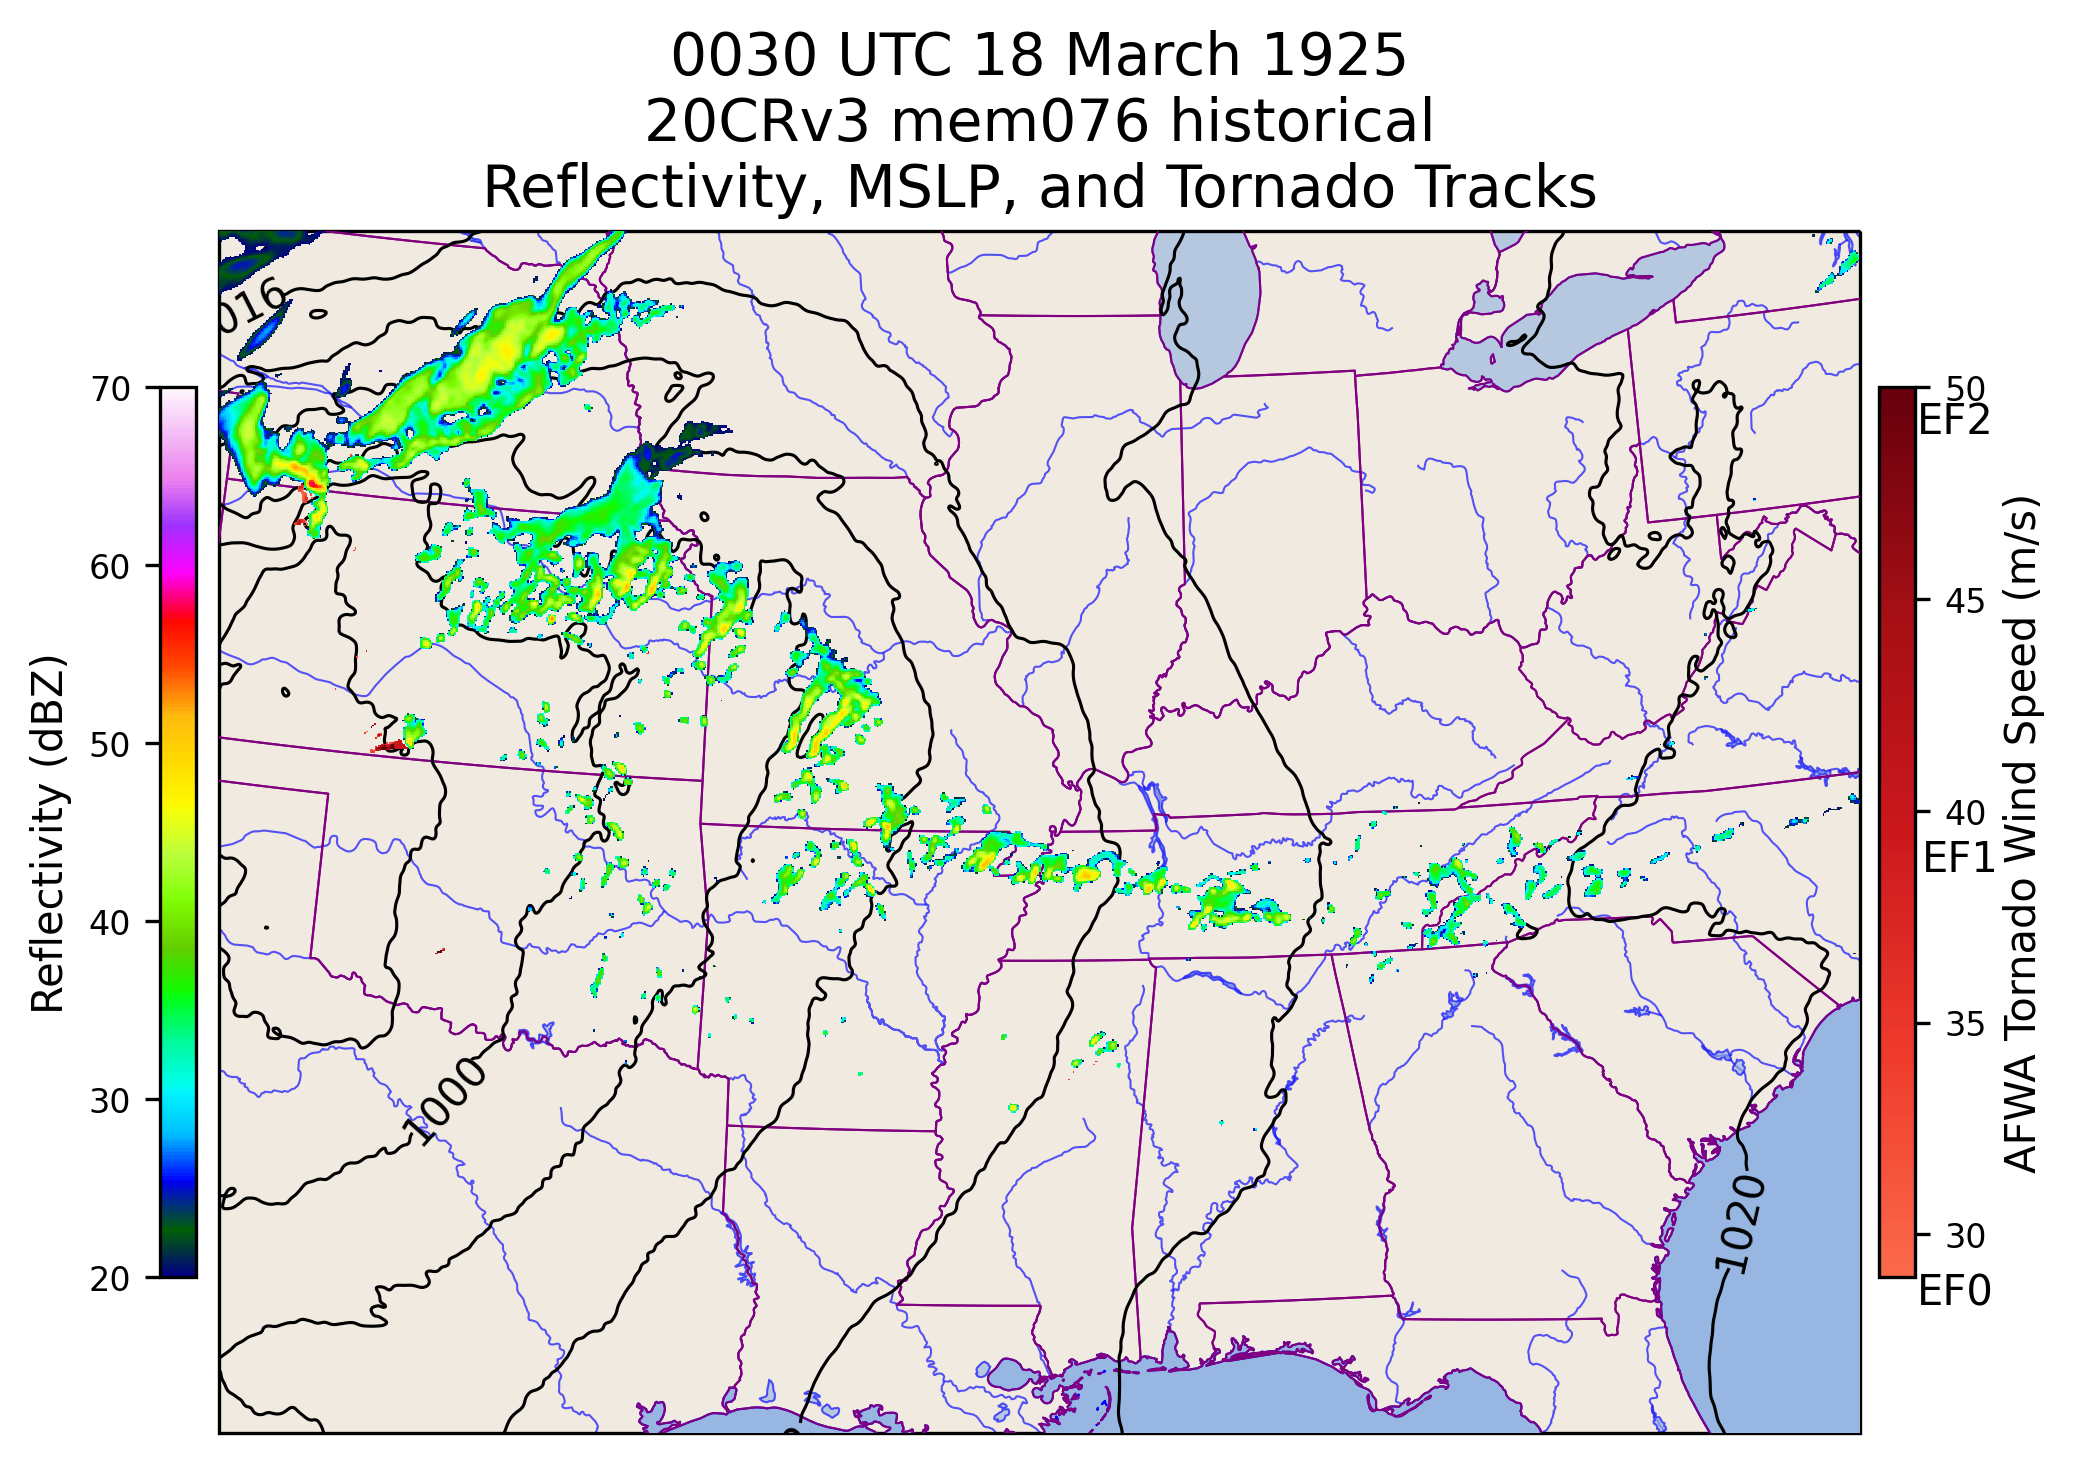 0030 UTC 18 March 1925
20CRv3 mem076 historical
Reflectivity, MSLP, and Tornado Tracks
016
1000
1020
Reflectivity (dBZ)
70
60
50
40
30
20
50
EF2
45
40
EF1
35
30
EF0
AFWA Tornado Wind Speed (m/s)